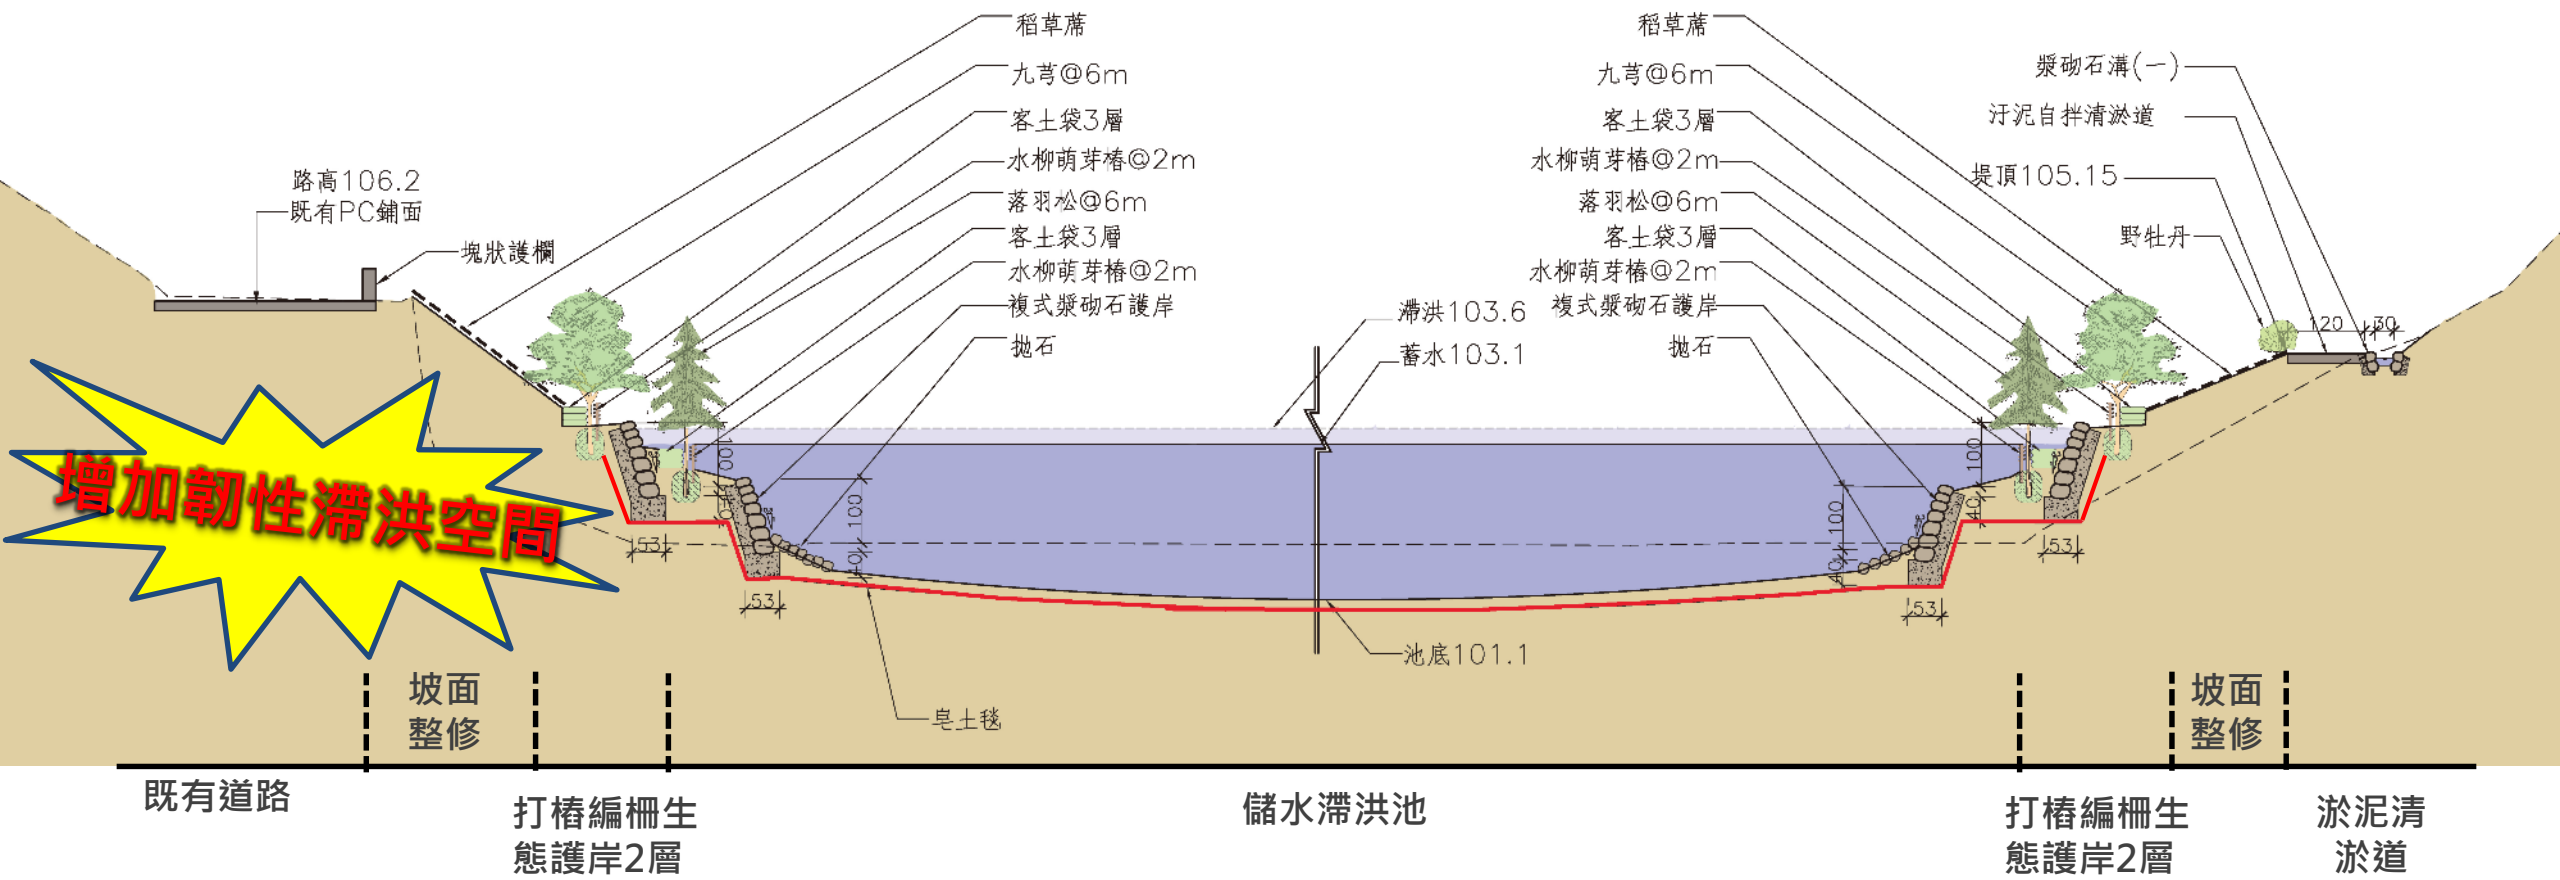 稻草蓆
九芎@6m
客土袋3層
水柳萌芽樁@2m
落羽松@6m
客土袋3層
水柳萌芽樁@2m
複式漿砌石護岸
拋石
路高106.2
既有PC鋪面
塊狀護欄
稻草蓆
九芎@6m
客土袋3層
水柳萌芽樁@2m
落羽松@6m
客土袋3層
水柳萌芽樁@2m
複式漿砌石護岸
拋石
滯洪103.6
蓄水103.1
漿砌石溝(一)
汙泥自拌清淤道
堤頂105.15
野牡丹
120
30
增加韌性滯洪空間
100
40
53
100
40
53
100
40
53
100
40
53
池底101.1
皂土毯
坡面
整修
坡面
整修
既有道路
打樁編柵生
態護岸2層
儲水滯洪池
打樁編柵生
態護岸2層
淤泥清
淤道